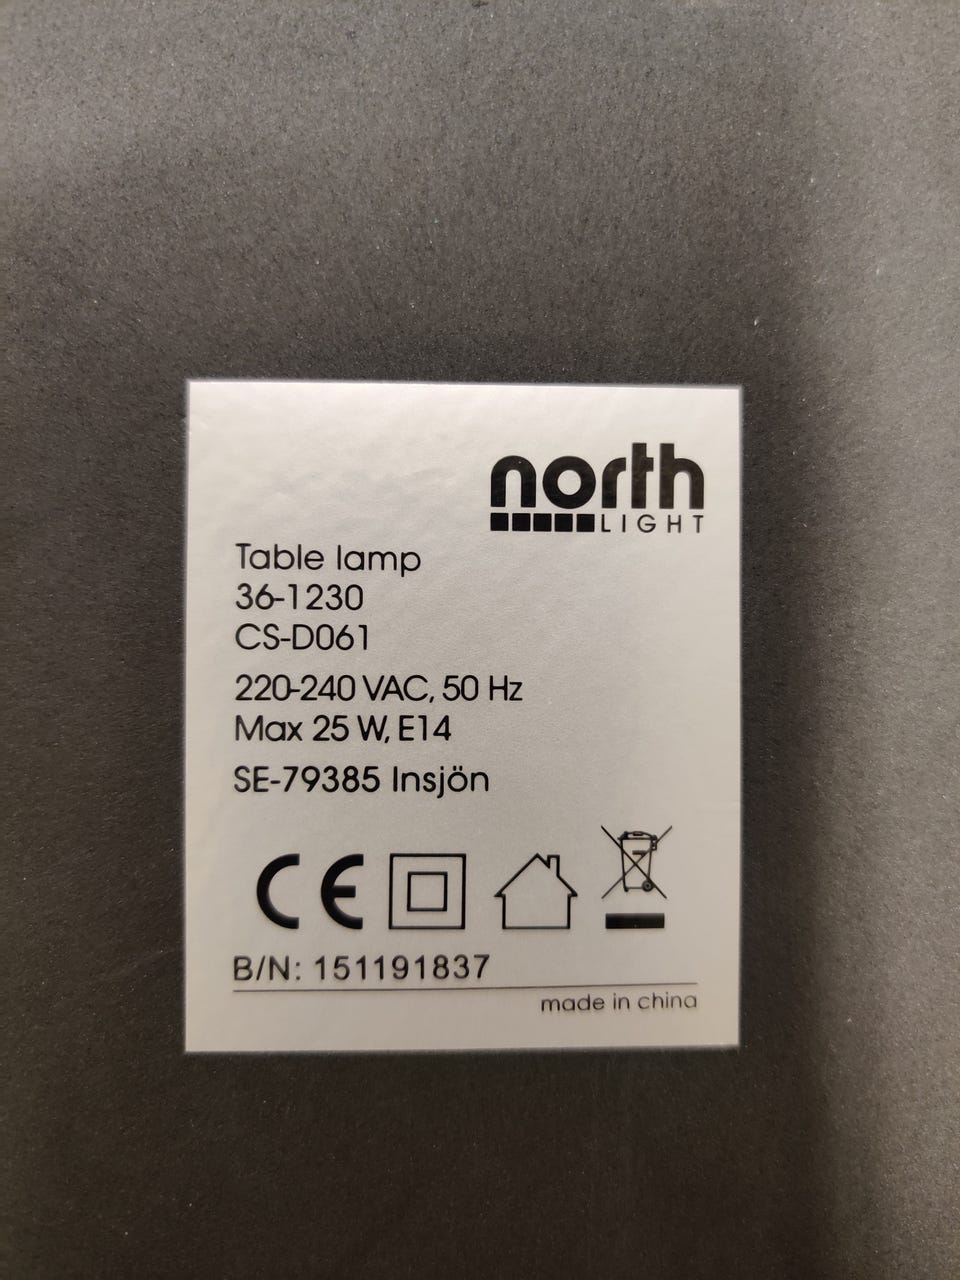 north
LIGHT
Table lamp
36-1230
CS-D061
220-240 VAC, 50 Hz
Max 25 W, E14
SE-79385 Insjön
CE
B/N: 151191837
made in china